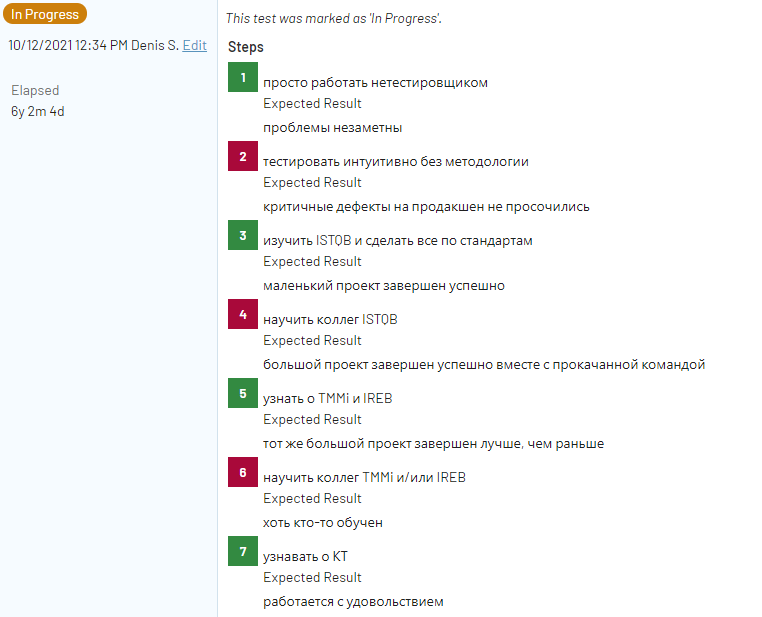 In Progress
10/12/2021 12:34 PM Denis S. Edit
Elapsed
6y 2m 4d
This test was marked as 'In Progress'.
Steps
1
просто работать нетестировщиком
Expected Result
проблемы незаметны
2
тестировать интуитивно без методологии
Expected Result
критичные дефекты на продакшен не просочились
3
изучить ISTQB и сделать все по стандартам
Expected Result
маленький проект завершен успешно
4
научить коллег ISTQB
Expected Result
большой проект завершен успешно вместе с прокачанной командой
5
узнать о TMMi и IREB
Expected Result
тот же большой проект завершен лучше, чем раньше
6
научить коллег TMMi и/или IREB
Expected Result
хоть кто-то обучен
7
узнавать о КТ
Expected Result
работается с удовольствием